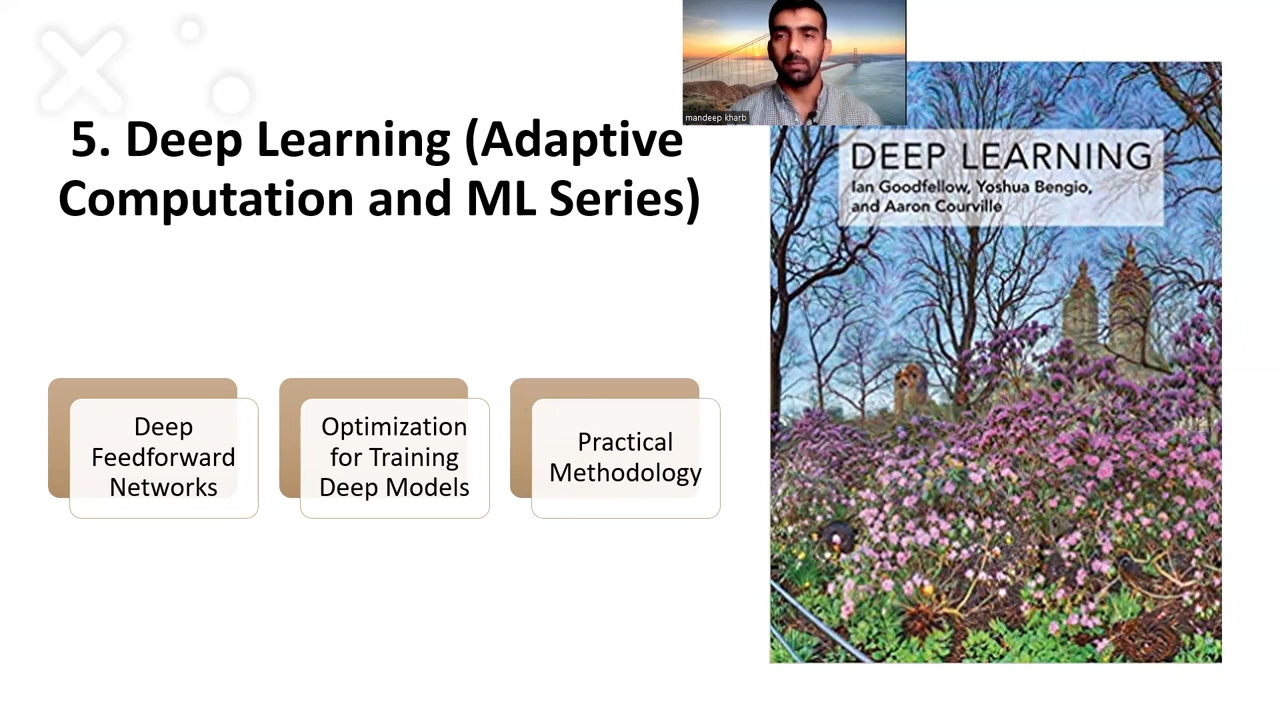 5. Deep Learning (Adaptive
Computation and ML Series)
mandeep kharb
DEEP LEARNING
Ian Goodfellow, Yoshua Bengio,
and Aaron Courville
Deep
Feedforward
Networks
Optimization
for Training
Deep Models
Practical
Methodology